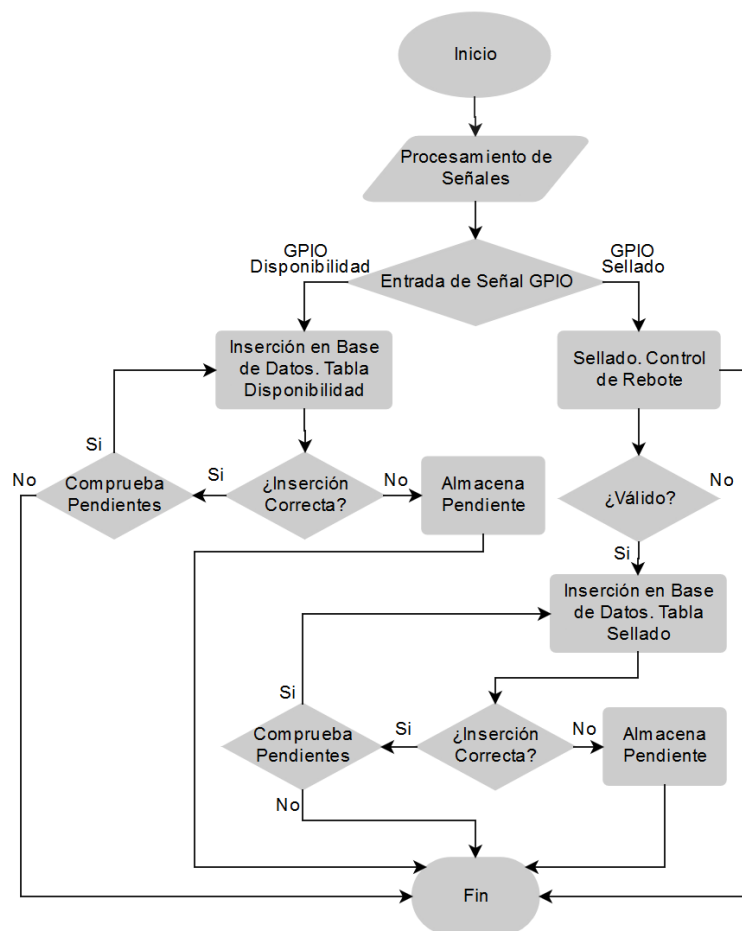 Inicio
Procesamiento de
Señales
GPIO
Disponibilidad
GPIO
Sellado
Entrada de Señal GPIO
Inserción en Base
de Datos. Tabla
Disponibilidad
Sellado. Control
de Rebote
Si
No
Comprueba
Pendientes
Si
¿Inserción
Correcta?
No
Almacena
Pendiente
¿Válido?
No
Si
Inserción en Base
de Datos. Tabla
Sellado
Si
Comprueba
Pendientes
Si
¿Inserción
Correcta?
No
Almacena
Pendiente
No
Fin